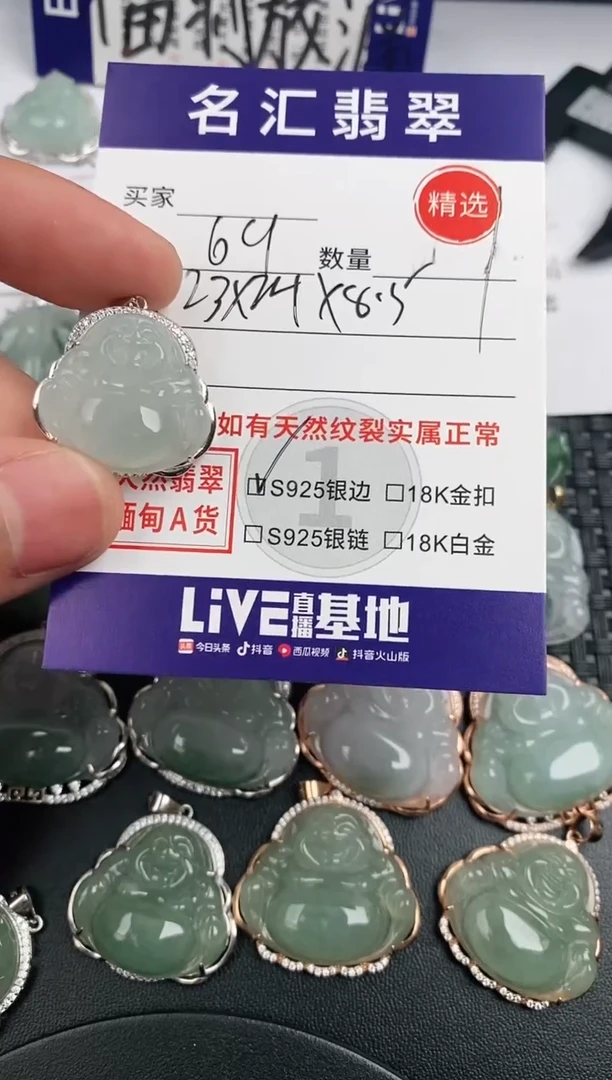 名汇翡翠
买家
精选
64 数量
23X24X8.5
如有天然纹裂实属正常
天然翡翠
缅甸A货
S925银边 18K金扣
S925银链 18K白金
1
LiVE直播基地
头条 今日头条 抖音 西瓜视频 抖音火山版